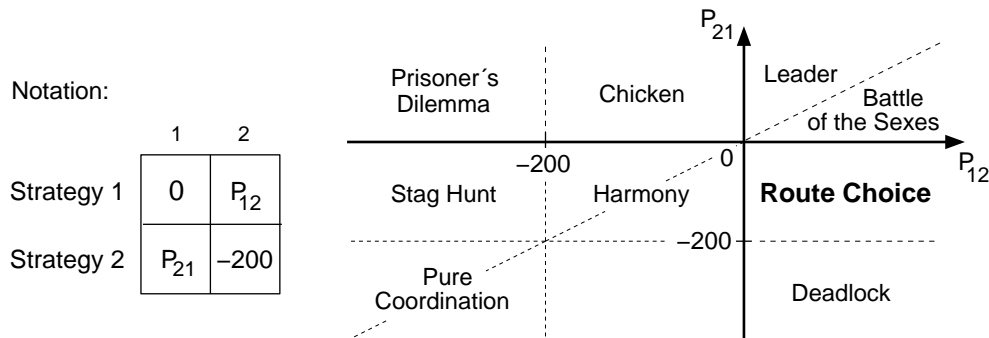 Notation:
1 2
Strategy 1 0 P12
Strategy 2 P21 −200
P21
Prisoner´s
Dilemma
Chicken
Leader
Battle
of the Sexes
−200
0
P12
Stag Hunt
Harmony
Route Choice
−200
Pure
Coordination
Deadlock